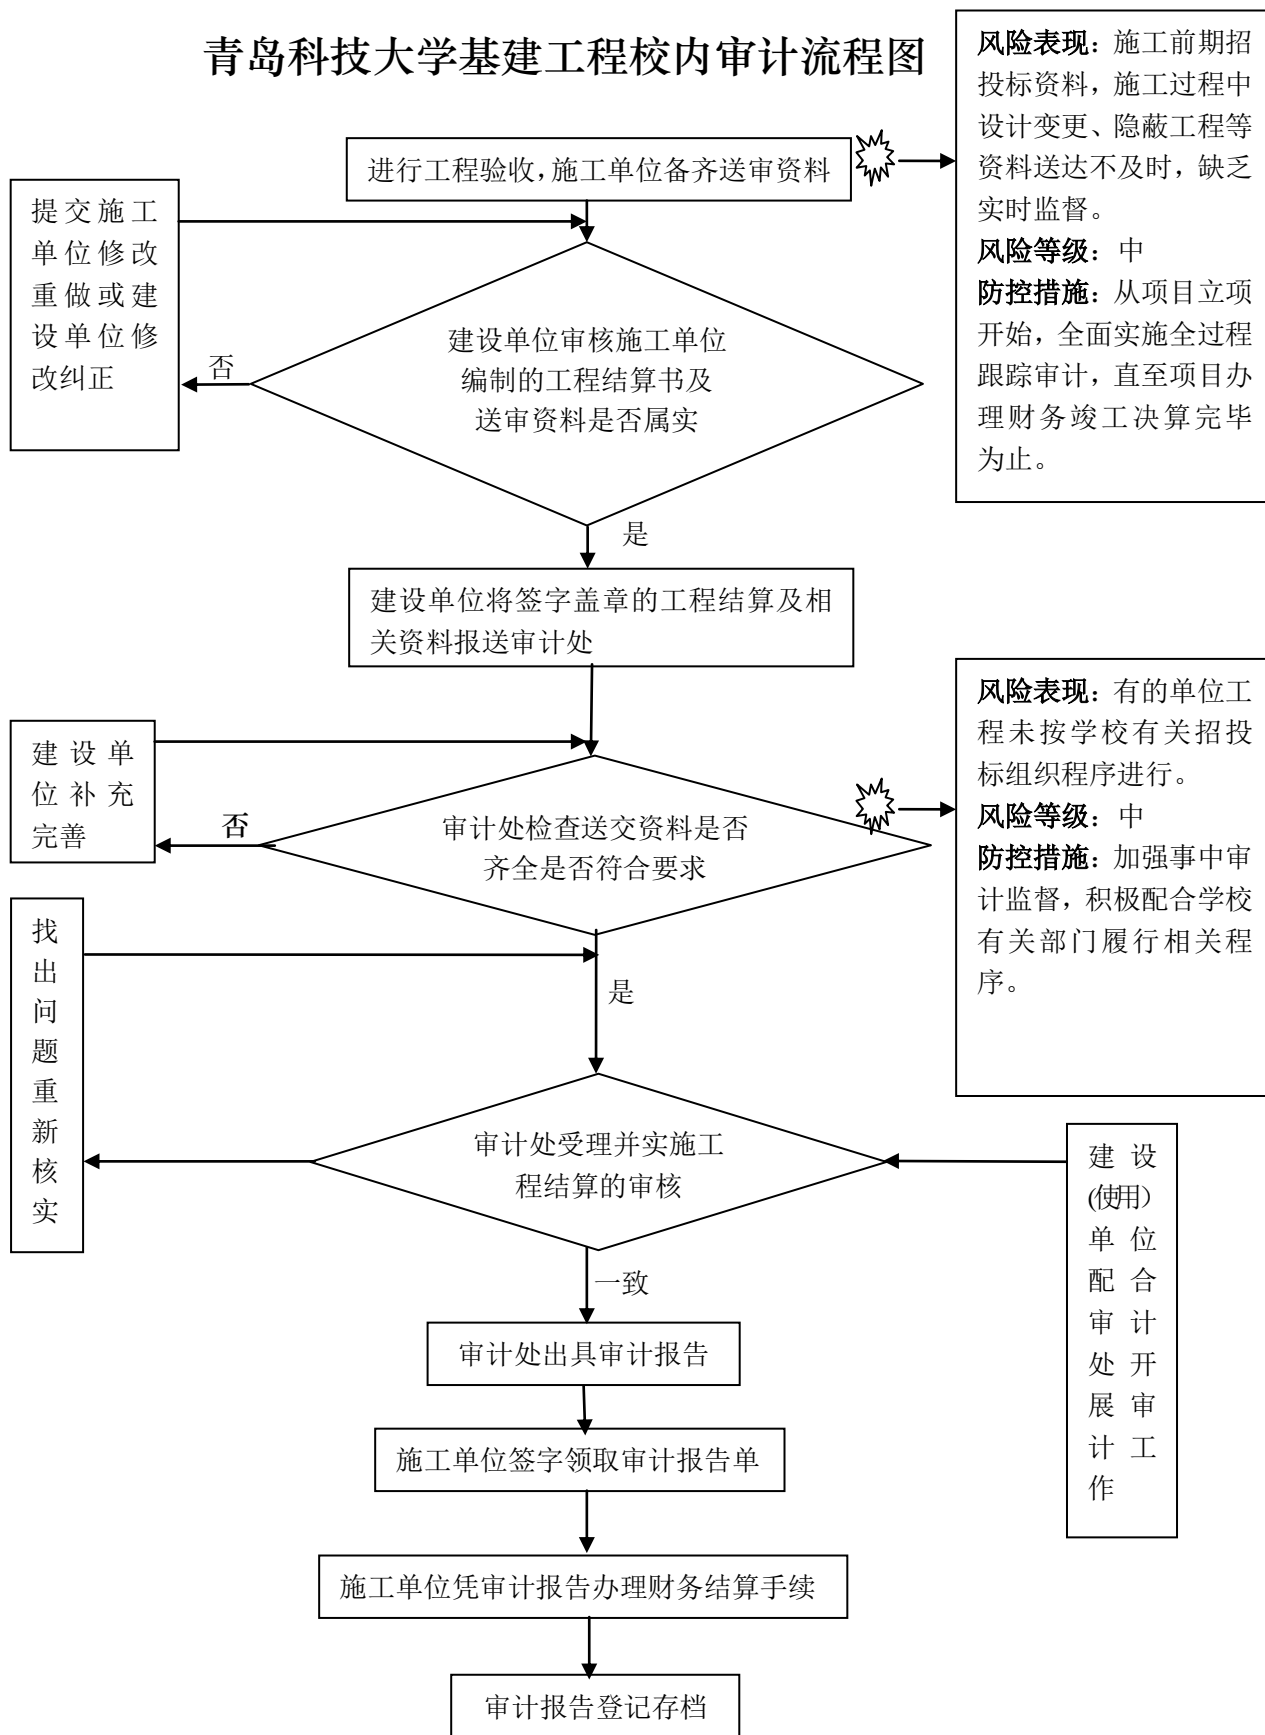 青岛科技大学基建工程校内审计流程图
风险表现：施工前期招
投标资料，施工过程中
设计变更、隐蔽工程等
资料送达不及时，缺乏
实时监督。
风险等级：中
防控措施：从项目立项
开始，全面实施全过程
跟踪审计，直至项目办
理财务竣工决算完毕
为止。
进行工程验收，施工单位备齐送审资料
提交施工
单位修改
重做或建
设单位修
改纠正
否
建设单位审核施工单位
编制的工程结算书及
送审资料是否属实
是
建设单位将签字盖章的工程结算及相
关资料报送审计处
风险表现：有的单位工
程未按学校有关招投
标组织程序进行。
风险等级：中
防控措施：加强事中审
计监督，积极配合学校
有关部门履行相关程
序。
建设单
位补充
完善
否
审计处检查送交资料是否
齐全是否符合要求
是
找
出
问
题
重
新
核
实
审计处受理并实施工
程结算的审核
建设
(使用）
单位
配合
审计
处开
展审
计工
作
一致
审计处出具审计报告
施工单位签字领取审计报告单
施工单位凭审计报告办理财务结算手续
审计报告登记存档